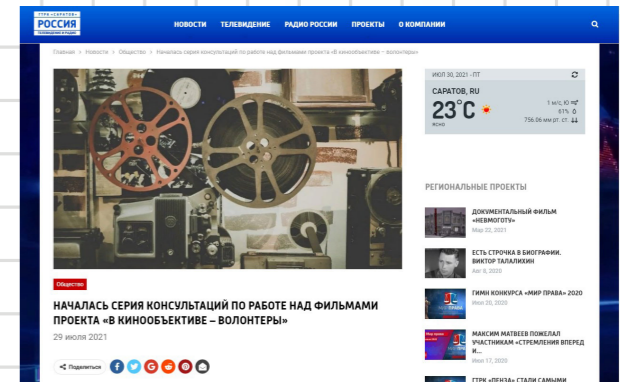 ГТРК «САРАТОВ»
РОССИЯ
ТЕЛЕВИДЕНИЕ И РАДИО
НОВОСТИ ТЕЛЕВИДЕНИЕ РАДИО РОССИИ ПРОЕКТЫ О КОМПАНИИ
Главная > Новости > Общество > Началась серия консультаций по работе над фильмами проекта «В кинообъективе – волонтеры»
ИЮЛ 30, 2021 - ПТ
САРАТОВ, RU
23°C
ЯСНО
1 м/с, Ю
61%
756.06 мм рт. ст.
РЕГИОНАЛЬНЫЕ ПРОЕКТЫ
ДОКУМЕНТАЛЬНЫЙ ФИЛЬМ
«НЕВМОГОТУ»
Мар 22, 2021
ЕСТЬ СТРОЧКА В БИОГРАФИИ.
ВИКТОР ТАЛАЛИХИН
Авг 6, 2020
ГИМН КОНКУРСА «МИР ПРАВА» 2020
Июл 20, 2020
МАКСИМ МАТВЕЕВ ПОЖЕЛАЛ
УЧАСТНИКАМ «СТРЕМЛЕНИЯ ВПЕРЕД
И...
Июл 17, 2020
ГТРК «ПЕНЗА» СТАЛИ САМЫМИ
Общество
НАЧАЛАСЬ СЕРИЯ КОНСУЛЬТАЦИЙ ПО РАБОТЕ НАД ФИЛЬМАМИ
ПРОЕКТА «В КИНООБЪЕКТИВЕ – ВОЛОНТЕРЫ»
29 июля 2021
Поделиться